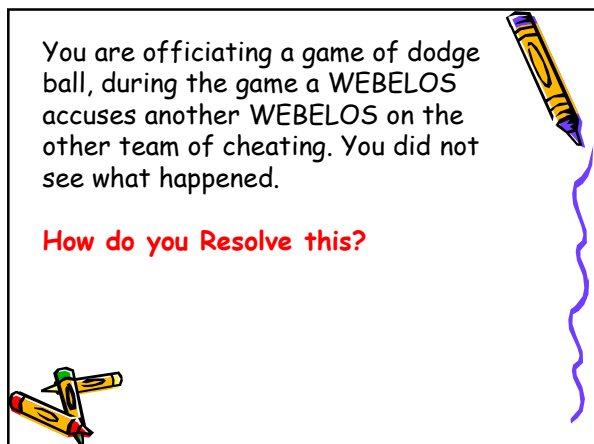 You are officiating a game of dodge
ball, during the game a WEBELOS
accuses another WEBELOS on the
other team of cheating. You did not
see what happened.
How do you Resolve this?